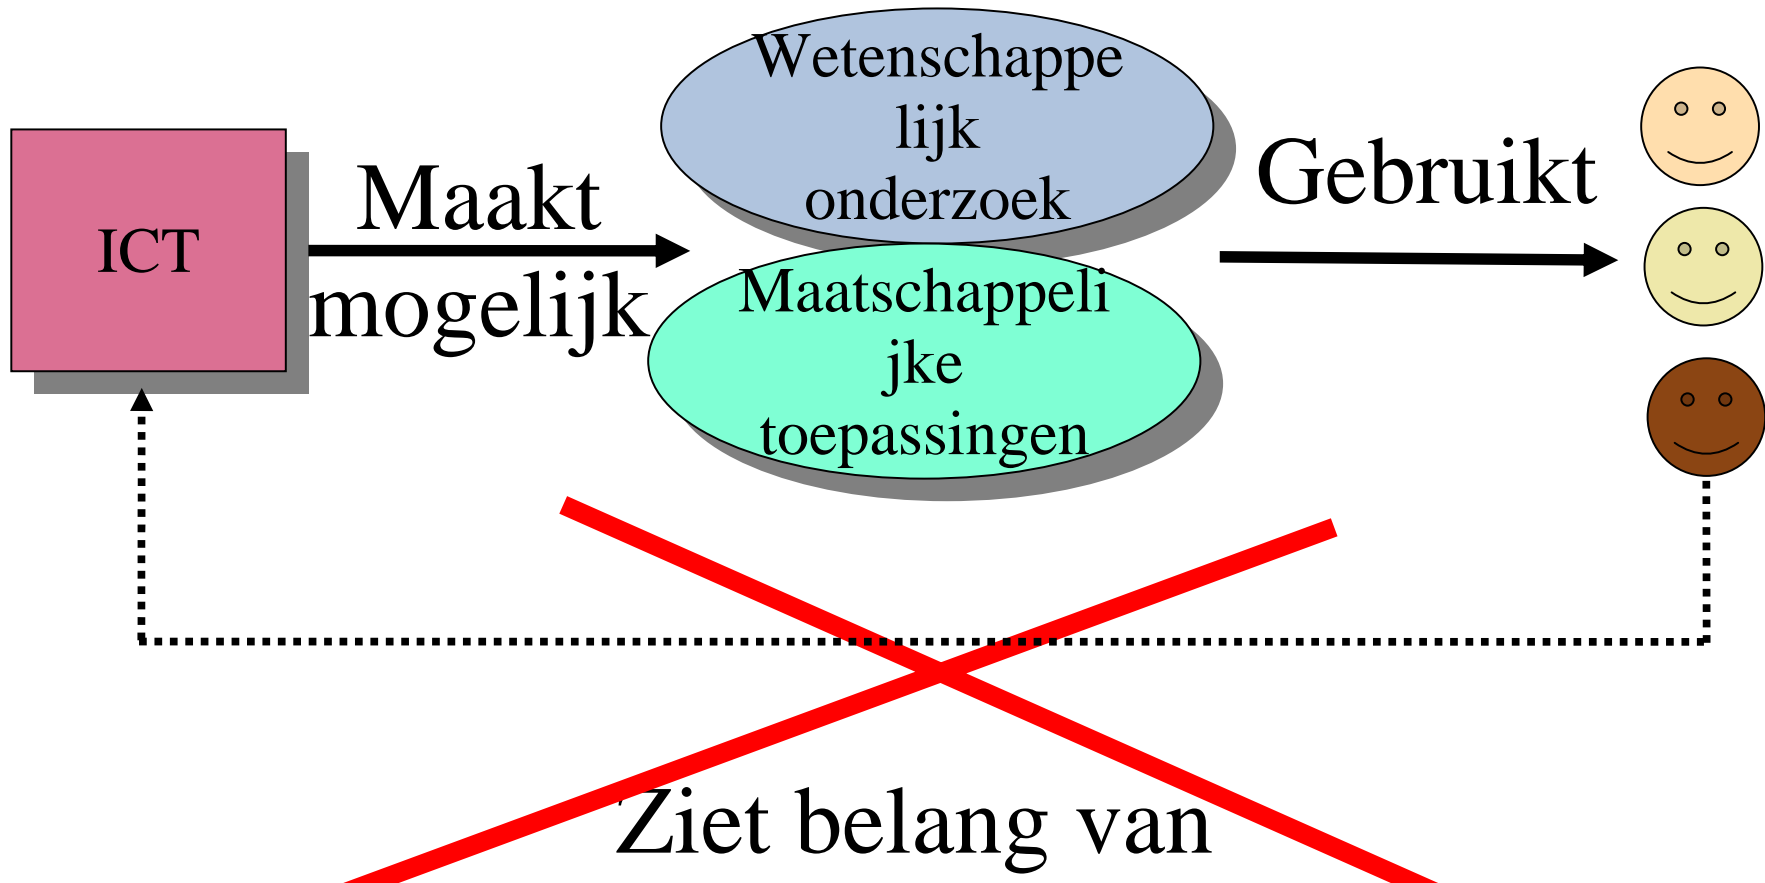 ICT
Maakt
mogelijk
Wetenschappe
lijk
onderzoek
Maatschappeli
jke
toepassingen
Gebruikt
Ziet belang van